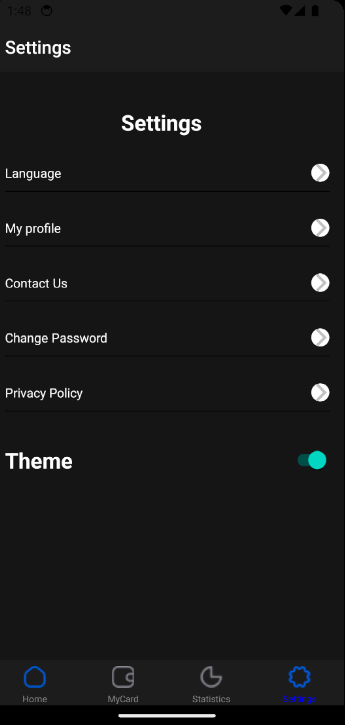 1:48
Settings
Settings
Language
My profile
Contact Us
Change Password
Privacy Policy
Theme
Home
MyCard
Statistics
Settings